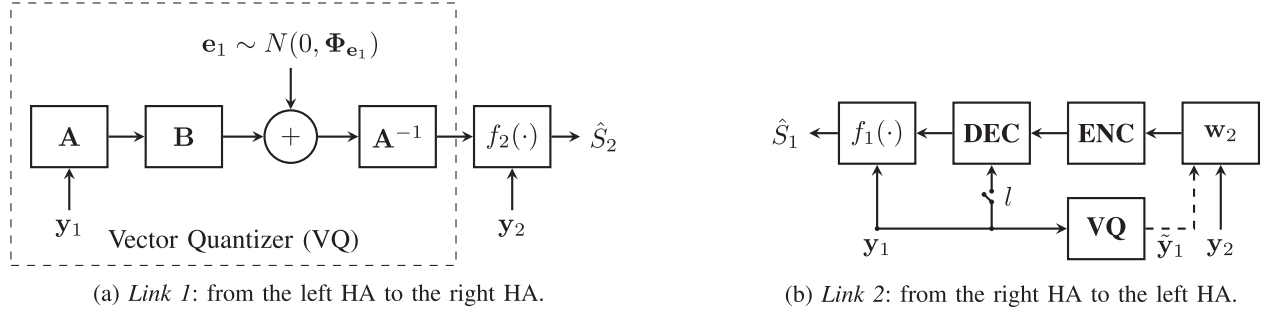 𝐞₁ ∼ N(0, 𝚽ₑ₁)
𝐀
𝐁
+
𝐀⁻¹
f₂(·)
Ŝ₂
𝐲₁
𝐲₂
Vector Quantizer (VQ)
(a) Link 1: from the left HA to the right HA.
Ŝ₁
f₁(·)
DEC
ENC
𝐰₂
l
𝐲₁
VQ
𝐲̃₁
𝐲₂
(b) Link 2: from the right HA to the left HA.